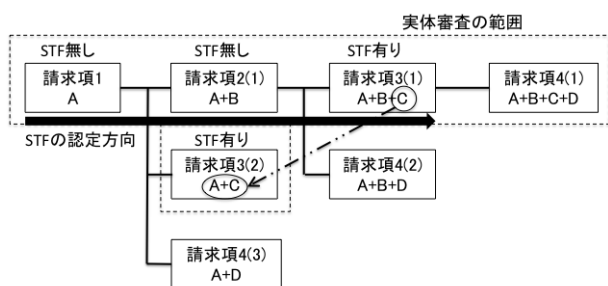 実体審査の範囲
STF無し
STF無し
STF有り
請求項1
A
請求項2(1)
A+B
請求項3(1)
A+B+C
請求項4(1)
A+B+C+D
STFの認定方向
STF有り
請求項3(2)
A+C
請求項4(2)
A+B+D
請求項4(3)
A+D